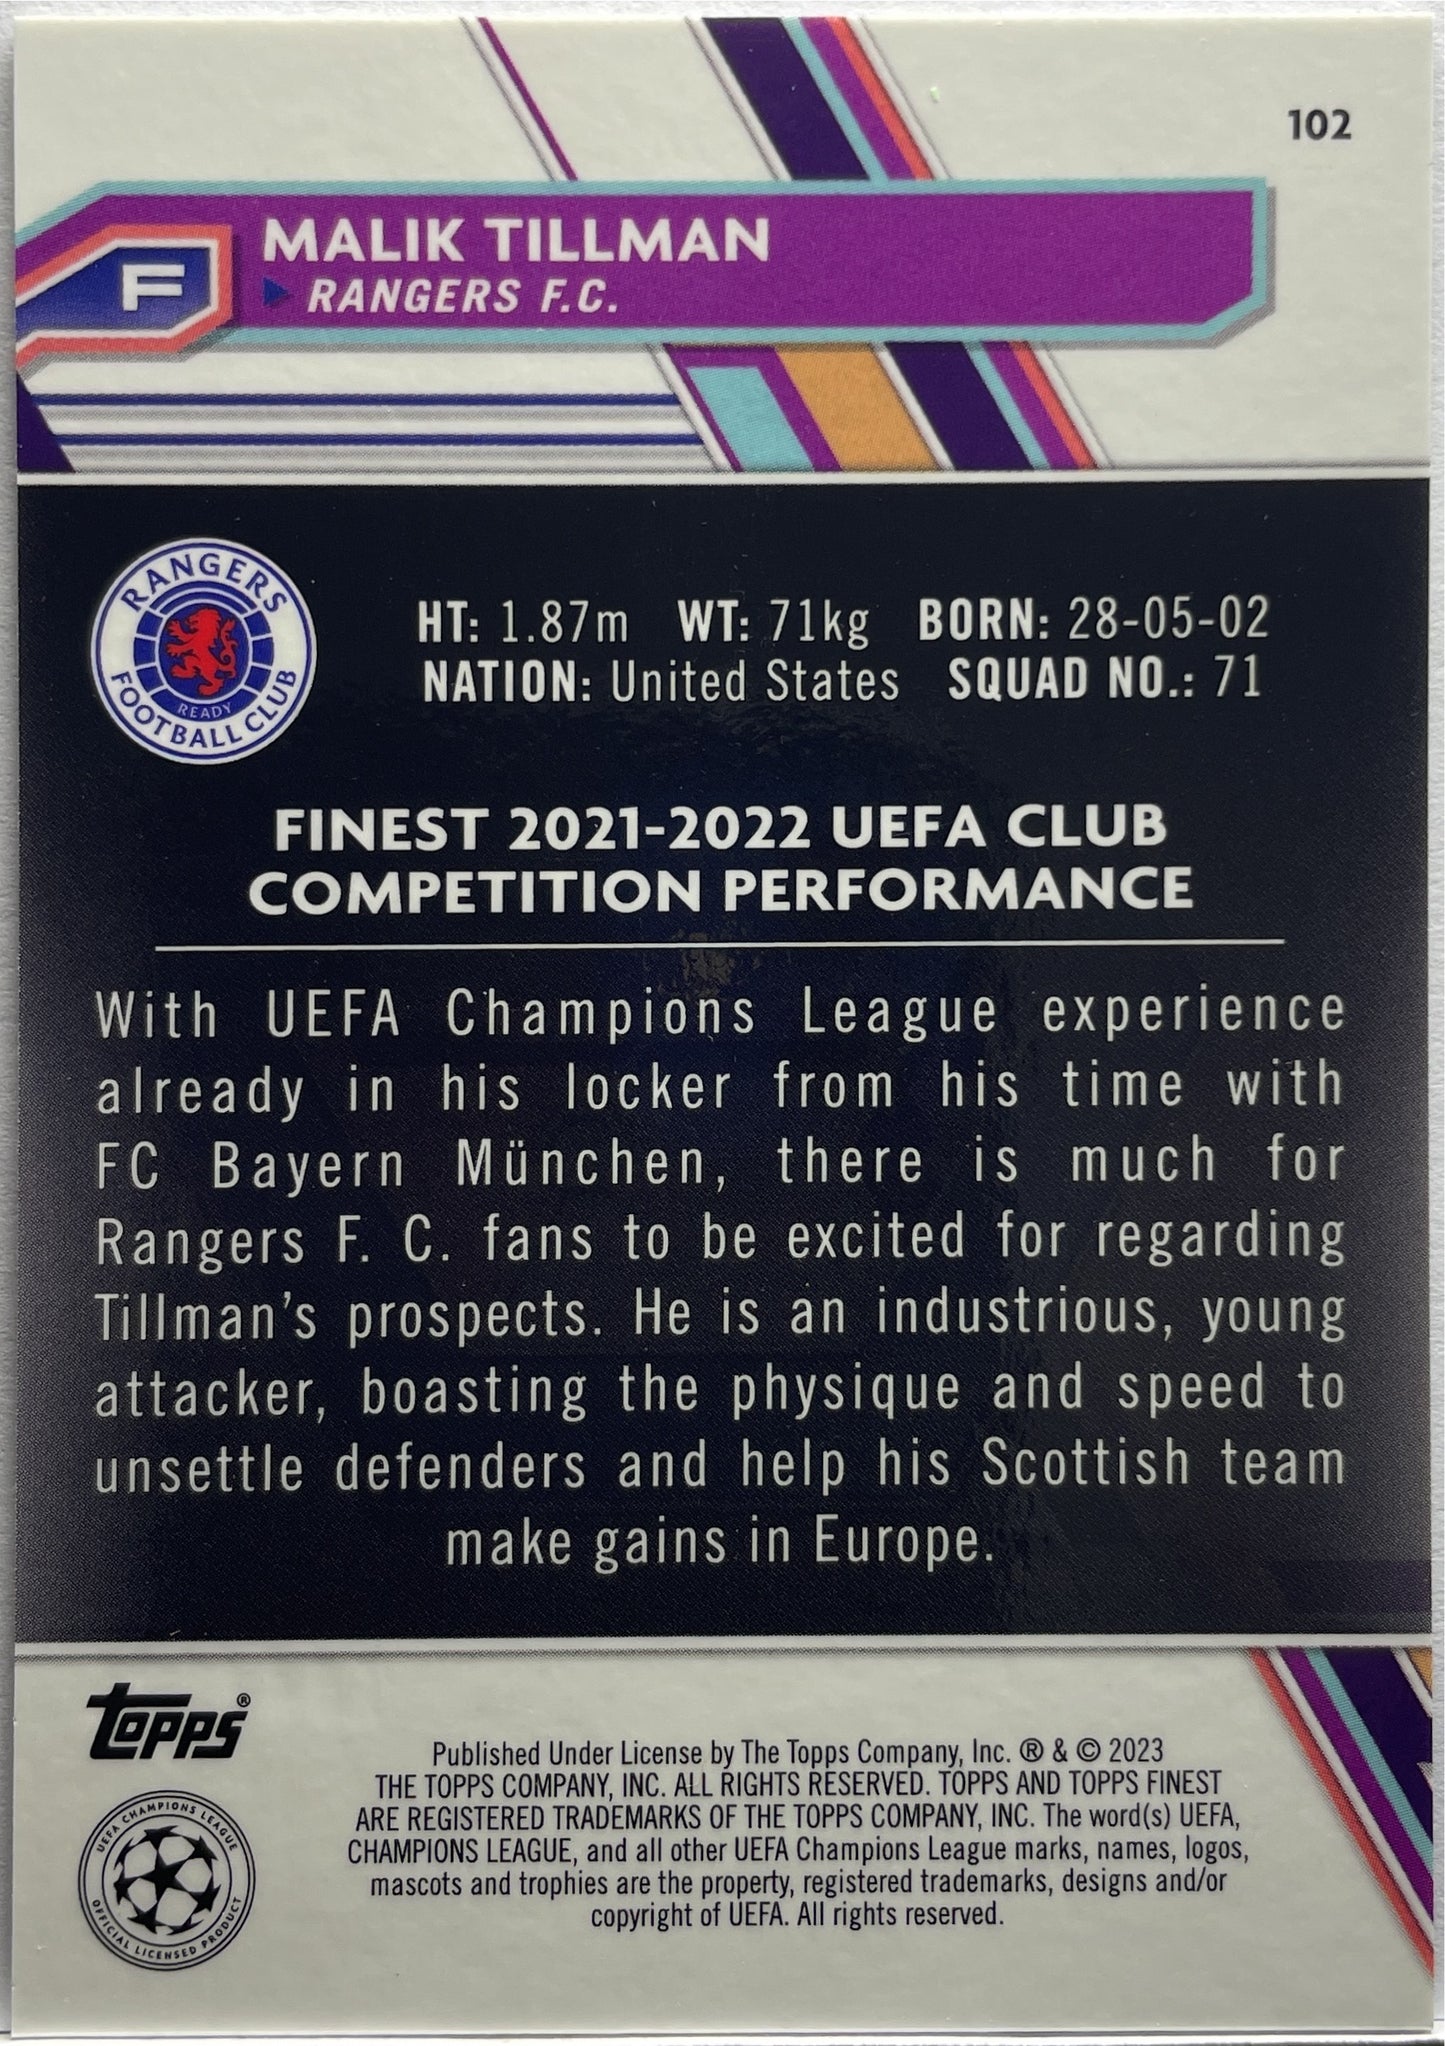 102
MALIK TILLMAN
F
RANGERS F.C.
RANGERS
READY
FOOTBALL CLUB
HT: 1.87m WT: 71kg BORN: 28-05-02
NATION: United States SQUAD NO.: 71
FINEST 2021-2022 UEFA CLUB
COMPETITION PERFORMANCE
With UEFA Champions League experience
already in his locker from his time with
FC Bayern München, there is much for
Rangers F. C. fans to be excited for regarding
Tillman's prospects. He is an industrious, young
attacker, boasting the physique and speed to
unsettle defenders and help his Scottish team
make gains in Europe.
Topps®
UEFA CHAMPIONS LEAGUE
OFFICIAL LICENSED PRODUCT
Published Under License by The Topps Company, Inc. ® & © 2023
THE TOPPS COMPANY, INC. ALL RIGHTS RESERVED. TOPPS AND TOPPS FINEST
ARE REGISTERED TRADEMARKS OF THE TOPPS COMPANY, INC. The word(s) UEFA,
CHAMPIONS LEAGUE, and all other UEFA Champions League marks, names, logos,
mascots and trophies are the property, registered trademarks, designs and/or
copyright of UEFA. All rights reserved.